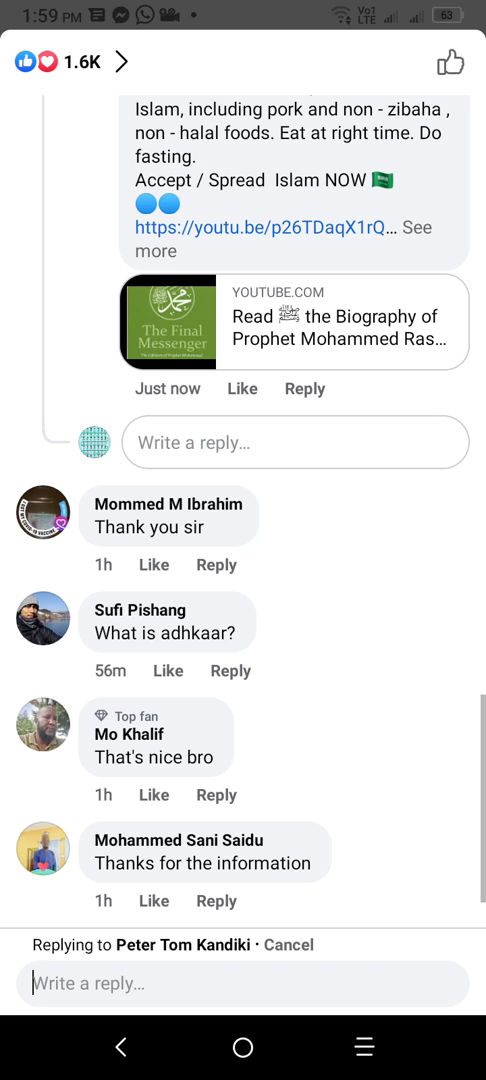 1:59 PM
Vo1
LTE
63
1.6K
Islam, including pork and non - zibaha ,
non - halal foods. Eat at right time. Do
fasting.
Accept / Spread Islam NOW 🇸🇦
🔵🔵
https://youtu.be/p26TDaqX1rQ... See
more
محمد ﷺ
The Final
Messenger
YOUTUBE.COM
Read ﷺ the Biography of
Prophet Mohammed Ras...
Just now Like Reply
Write a reply...
Mommed M Ibrahim
Thank you sir
1h Like Reply
Sufi Pishang
What is adhkaar?
56m Like Reply
Top fan
Mo Khalif
That's nice bro
1h Like Reply
Mohammed Sani Saidu
Thanks for the information
1h Like Reply
Replying to Peter Tom Kandiki · Cancel
Write a reply...